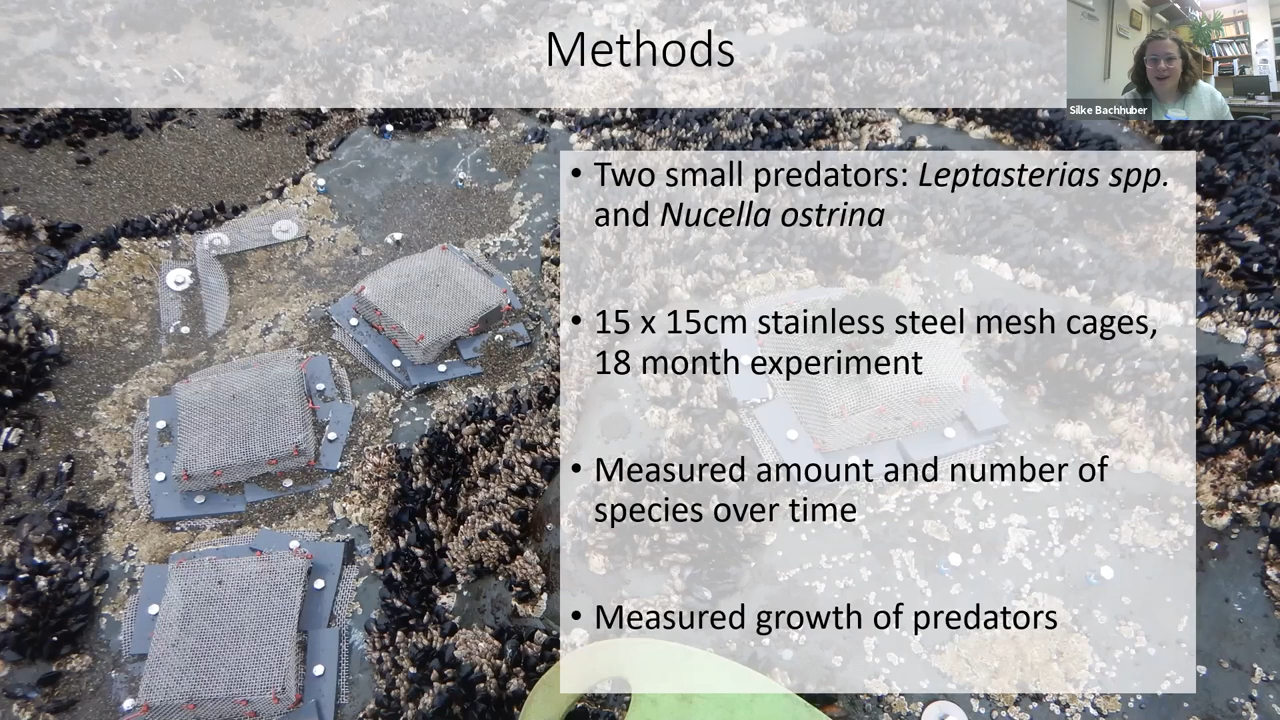 Methods
Silke Bachhuber
• Two small predators: Leptasterias spp.
and Nucella ostrina
• 15 x 15cm stainless steel mesh cages,
18 month experiment
• Measured amount and number of
species over time
• Measured growth of predators